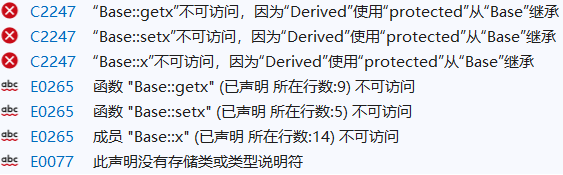 C2247 “Base::getx”不可访问，因为“Derived”使用“protected”从“Base”继承
C2247 “Base::setx”不可访问，因为“Derived”使用“protected”从“Base”继承
C2247 “Base::x”不可访问，因为“Derived”使用“protected”从“Base”继承
abc E0265 函数 "Base::getx" (已声明 所在行数:9) 不可访问
abc E0265 函数 "Base::setx" (已声明 所在行数:5) 不可访问
abc E0265 成员 "Base::x" (已声明 所在行数:14) 不可访问
abc E0077 此声明没有存储类或类型说明符